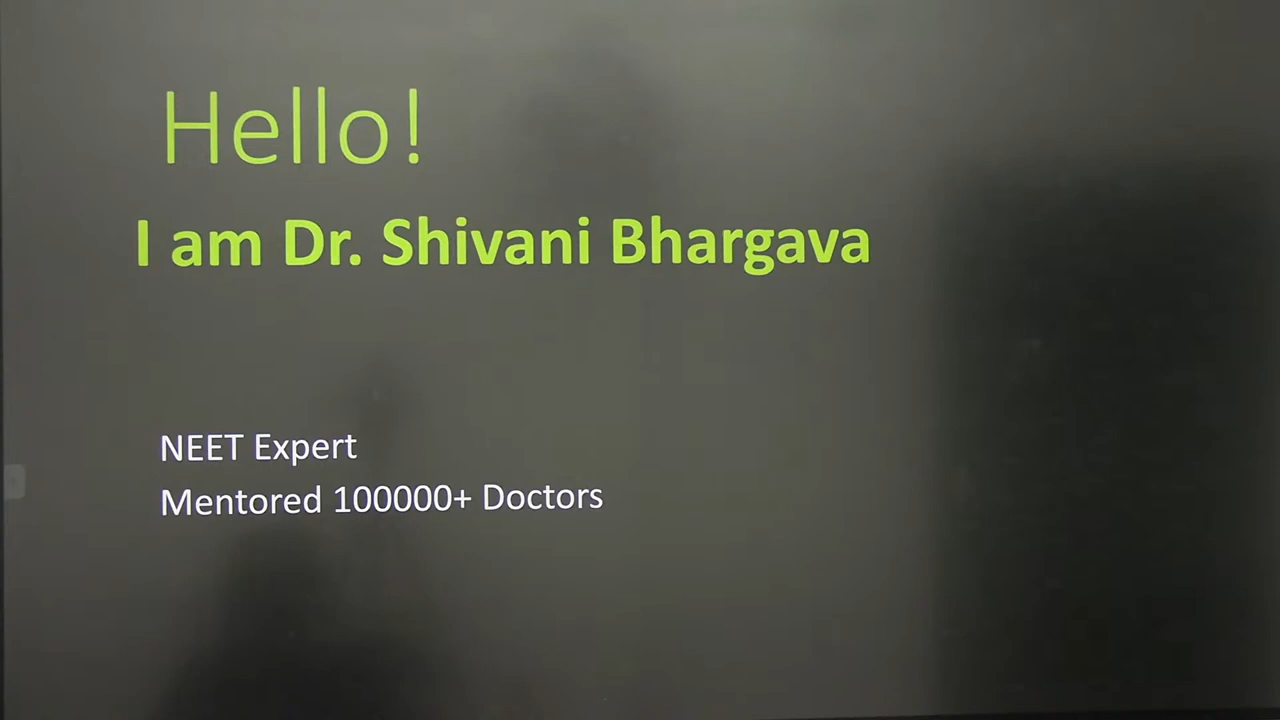 Hello!
I am Dr. Shivani Bhargava
NEET Expert
Mentored 100000+ Doctors